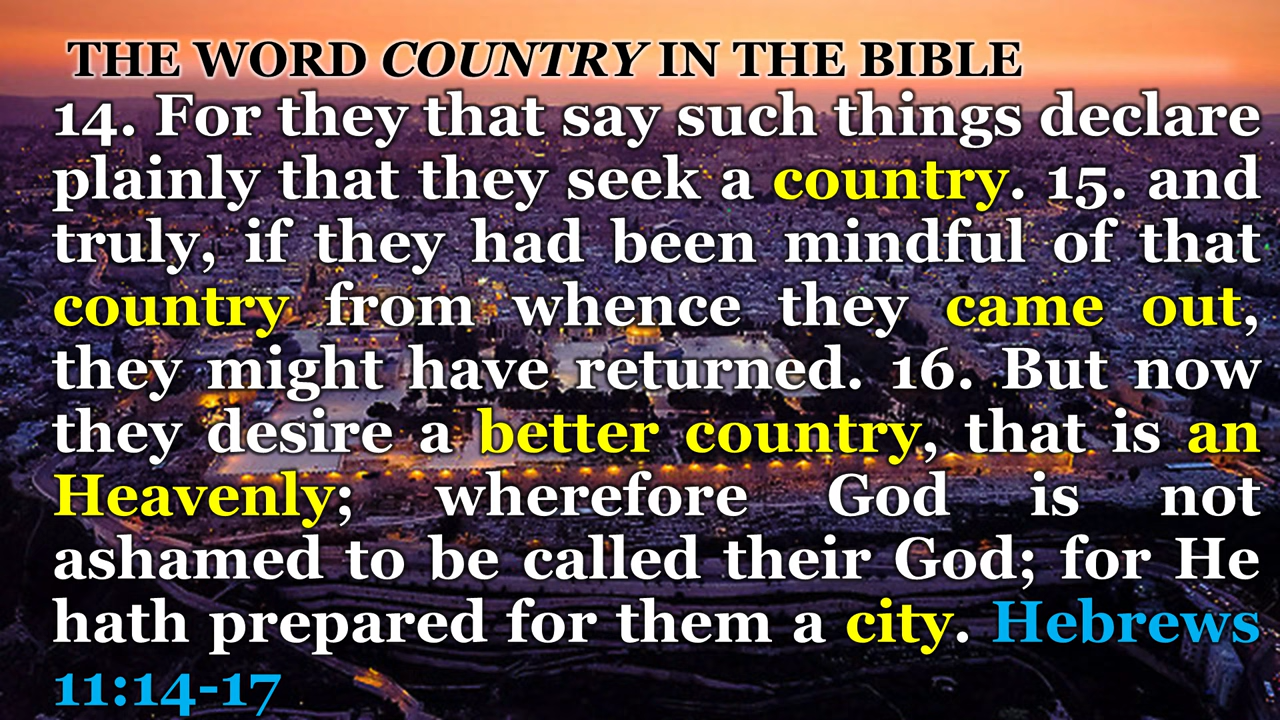 THE WORD COUNTRY IN THE BIBLE
14. For they that say such things declare
plainly that they seek a country. 15. and
truly, if they had been mindful of that
country from whence they came out,
they might have returned. 16. But now
they desire a better country, that is an
Heavenly; wherefore God is not
ashamed to be called their God; for He
hath prepared for them a city. Hebrews
11:14-17